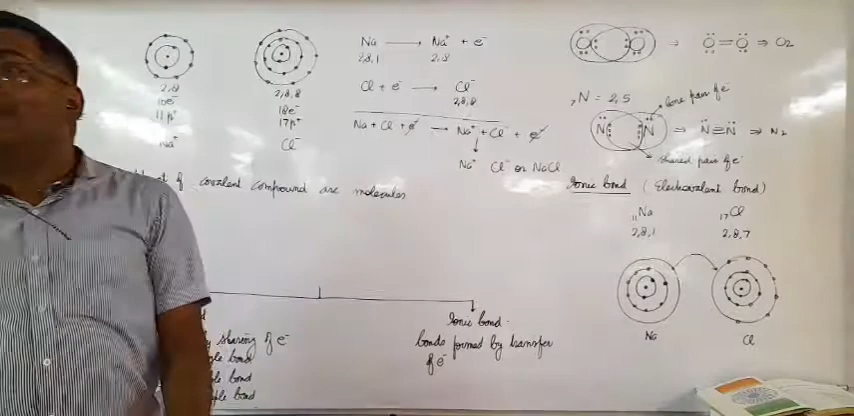 2,8
10e⁻
11p⁺
Na⁺
2,8,8
18e⁻
17p⁺
Cl⁻
Na → Na⁺ + e⁻
2,8,1 2,8
Cl + e⁻ → Cl⁻
2,8,8
Na + Cl + e⁻ → Na⁺ + Cl⁻ + e⁻
Na⁺ Cl⁻ or NaCl
of covalent compound are molecules
sharing of e⁻
bond
bond
bond
Ionic bond
bonds formed by transfer
of e⁻
O O → O=O ⇒ O₂
₇N = 2,5
lone pair of e⁻
N N ⇒ N≡N ⇒ N₂
shared pair of e⁻
Ionic bond (Electrovalent bond)
₁₁Na ₁₇Cl
2,8,1 2,8,7
Na Cl